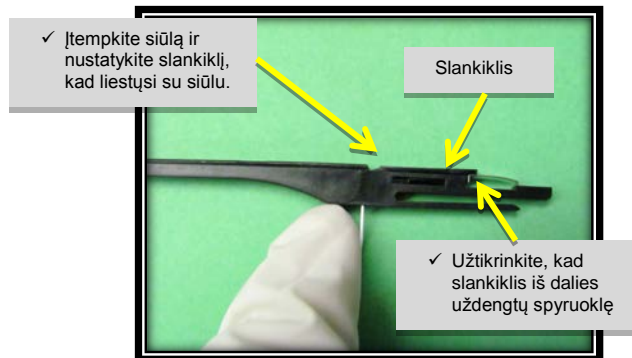 ✓ Įtempkite siūlą ir
nustatykite slankiklį,
kad liestųsi su siūlu.
Slankiklis
✓ Užtikrinkite, kad
slankiklis iš dalies
uždengtų spyruoklę